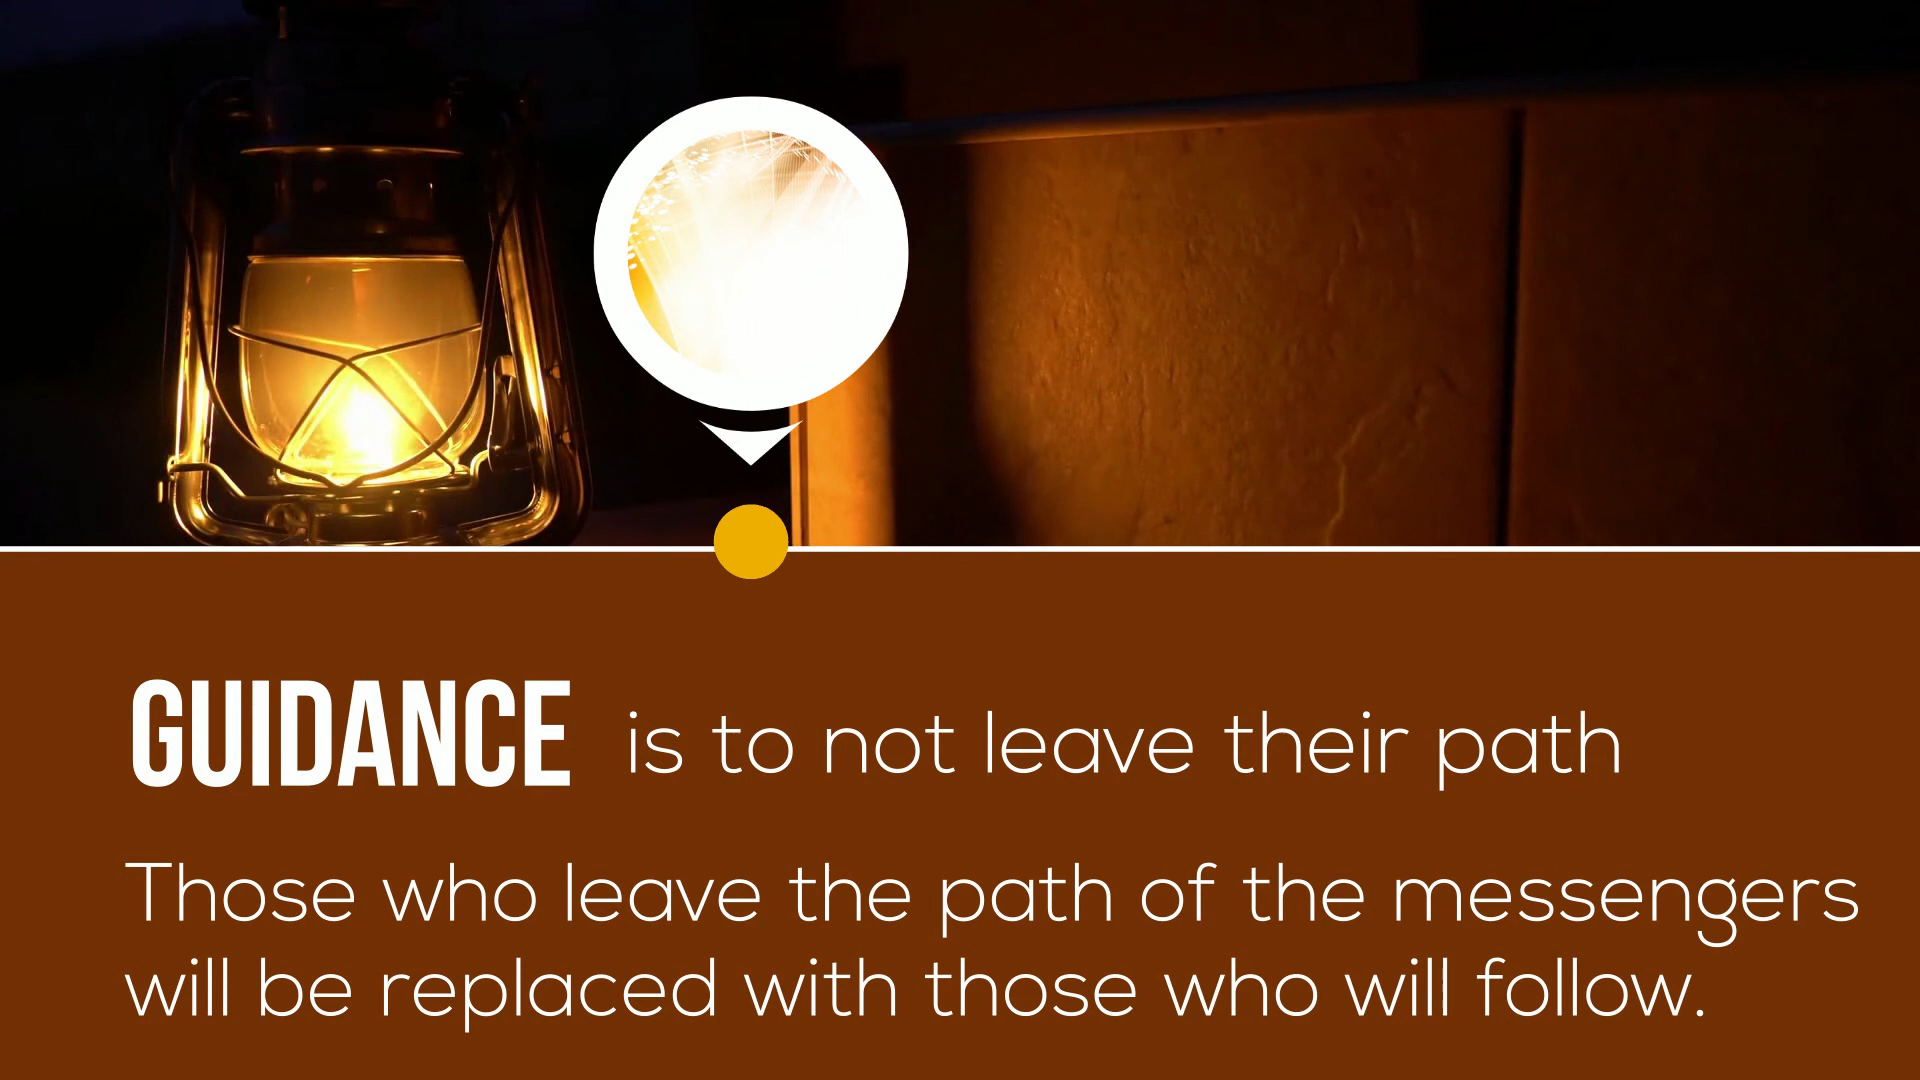 GUIDANCE is to not leave their path
Those who leave the path of the messengers
will be replaced with those who will follow.